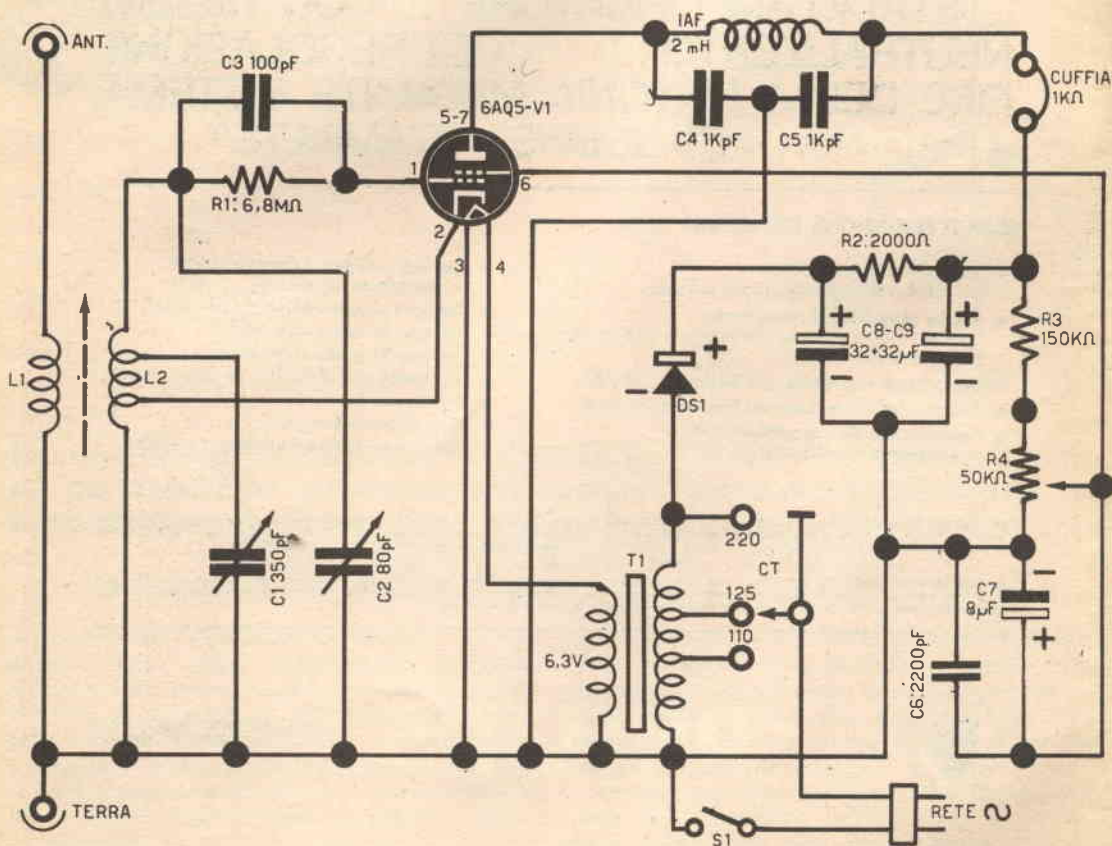 ANT.
C3 100pF
R1: 6,8MΩ
5-7
6AQ5-V1
1
6
2
3
4
IAF
2 mH
C4 1KpF
C5 1KpF
CUFFIA
1KΩ
R2:2000Ω
+
C8-C9
32+32µF
+
-
-
R3
150KΩ
+
-
DS1
L1
L2
R4
50KΩ
220
CT
125
110
T1
6.3V
C1 350pF
C2 80pF
-
C7
8µF
+
C6:2200pF
TERRA
S1
RETE